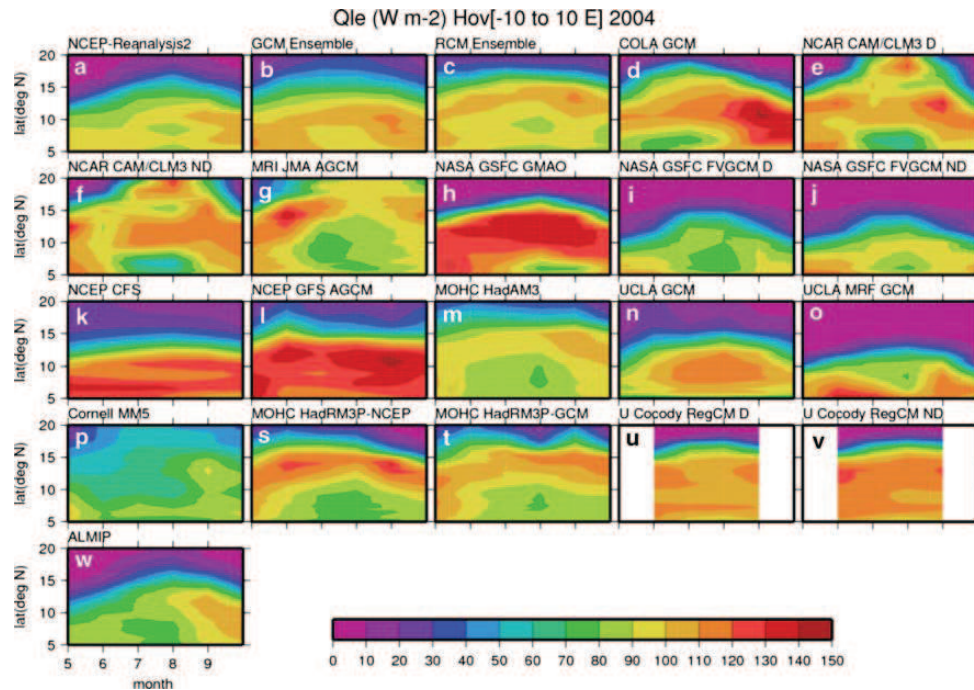 Qle (W m-2) Hov[-10 to 10 E] 2004
NCEP-Reanalysis2 GCM Ensemble RCM Ensemble COLA GCM NCAR CAM/CLM3 D
a b c d e
lat(deg N) 20 15 10 5
NCAR CAM/CLM3 ND MRI JMA AGCM NASA GSFC GMAO NASA GSFC FVGCM D NASA GSFC FVGCM ND
f g h i j
lat(deg N) 20 15 10 5
NCEP CFS NCEP GFS AGCM MOHC HadAM3 UCLA GCM UCLA MRF GCM
k l m n o
lat(deg N) 20 15 10 5
Cornell MM5 MOHC HadRM3P-NCEP MOHC HadRM3P-GCM U Cocody RegCM D U Cocody RegCM ND
p s t u v
lat(deg N) 20 15 10 5
ALMIP
w
lat(deg N) 20 15 10 5
5 6 7 8 9
month
0 10 20 30 40 50 60 70 80 90 100 110 120 130 140 150